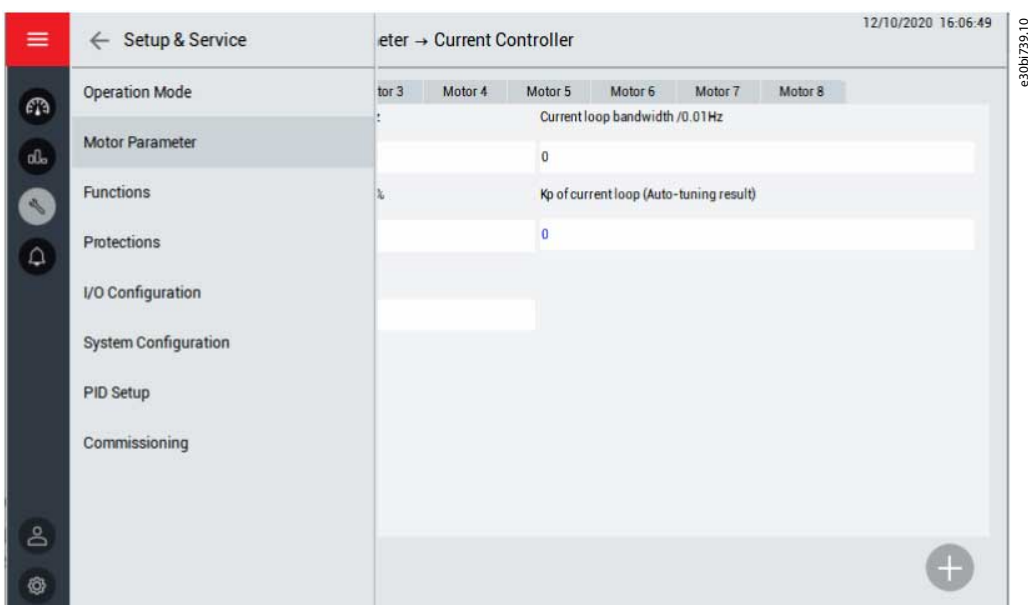 12/10/2020 16:06:49
← Setup & Service
eter → Current Controller
Operation Mode
Motor Parameter
Functions
Protections
I/O Configuration
System Configuration
PID Setup
Commissioning
tor 3 Motor 4 Motor 5 Motor 6 Motor 7 Motor 8
Current loop bandwidth /0.01Hz
0
%
Kp of current loop (Auto-tuning result)
0
e30bi739.10